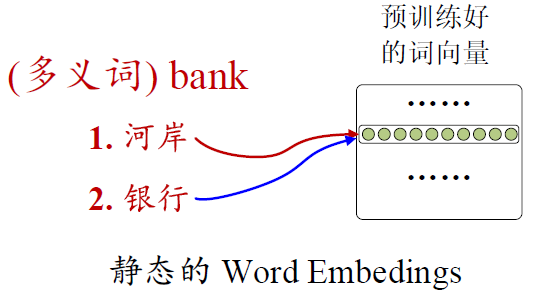 预训练好
的词向量
(多义词) bank
……
1. 河岸
2. 银行
……
静态的 Word Embedings